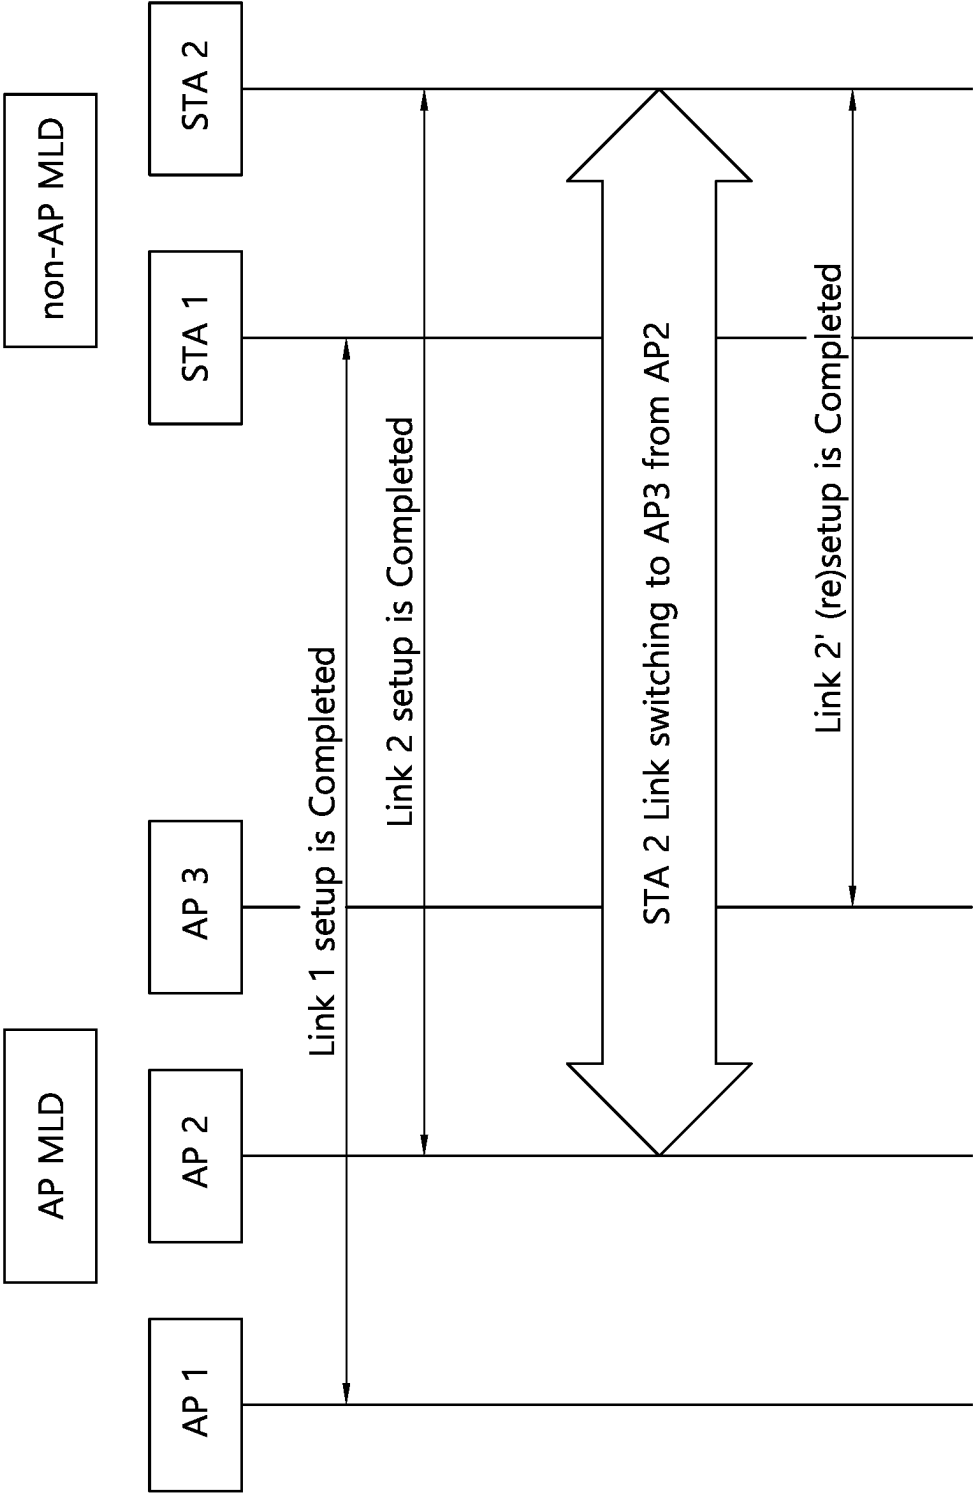 AP MLD
non-AP MLD
AP 1
AP 2
AP 3
STA 1
STA 2
Link 1 setup is Completed
Link 2 setup is Completed
STA 2 Link switching to AP3 from AP2
Link 2' (re)setup is Completed